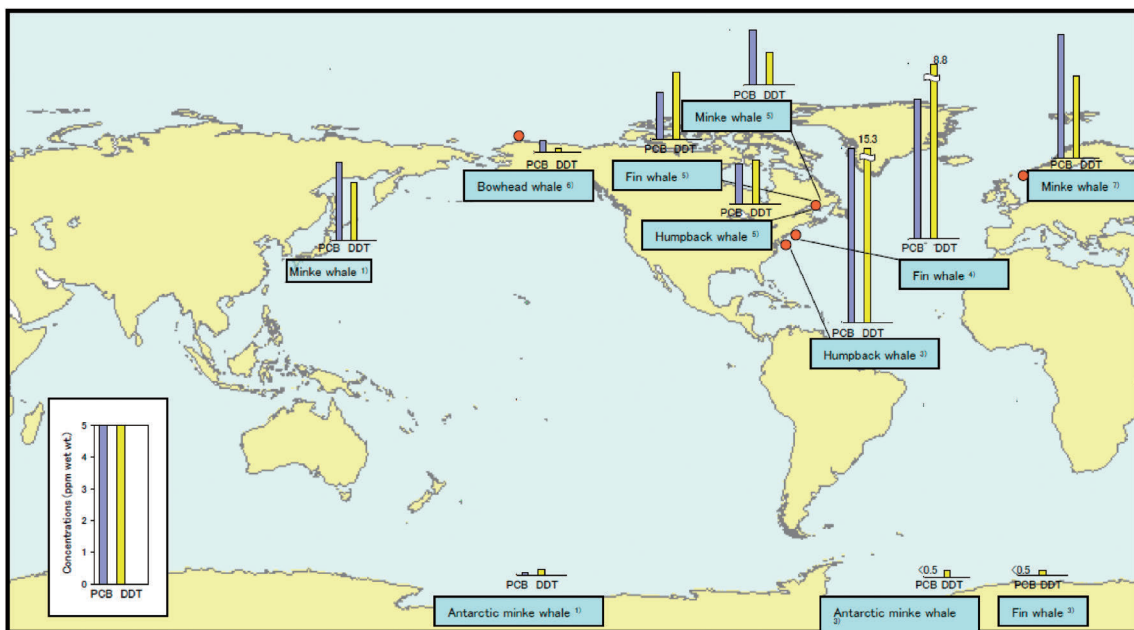 8.8
PCB DDT
Minke whale 5)
15.3
PCB DDT
PCB DDT
Bowhead whale 6)
Fin whale 5)
PCB DDT
Minke whale 7)
PCB DDT
Humpback whale 5)
PCB DDT
PCB DDT
Minke whale 1)
Fin whale 4)
PCB DDT
Humpback whale 2)
Concentrations (ppm wet wt.)
5
4
3
2
1
0
PCB DDT
PCB DDT
Antarctic minke whale 1)
<0.5
PCB DDT
Antarctic minke whale
3)
<0.5
PCB DDT
Fin whale 3)